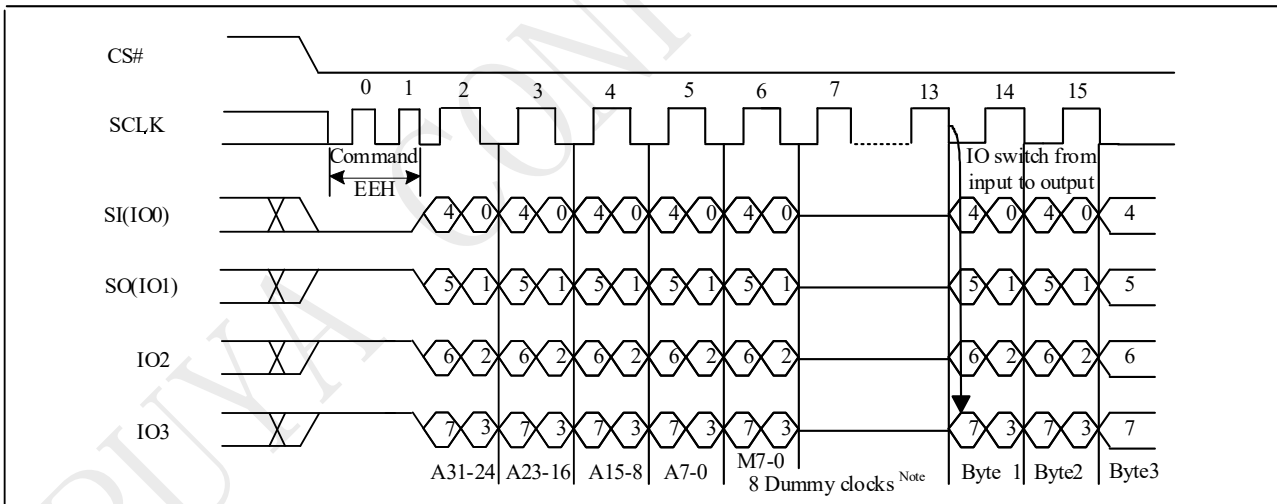 CS#
0 1 2 3 4 5 6 7 13 14 15
SCLK
Command
EEH
IO switch from
input to output
SI(IO0) 4 0 4 0 4 0 4 0 4 0 4 0 4 0 4
SO(IO1) 5 1 5 1 5 1 5 1 5 1 5 1 5 1 5
IO2 6 2 6 2 6 2 6 2 6 2 6 2 6 2 6
IO3 7 3 7 3 7 3 7 3 7 3 7 3 7 3 7
A31-24 A23-16 A15-8 A7-0 M7-0 Byte 1 Byte2 Byte3
8 Dummy clocks Note
PUYA CON